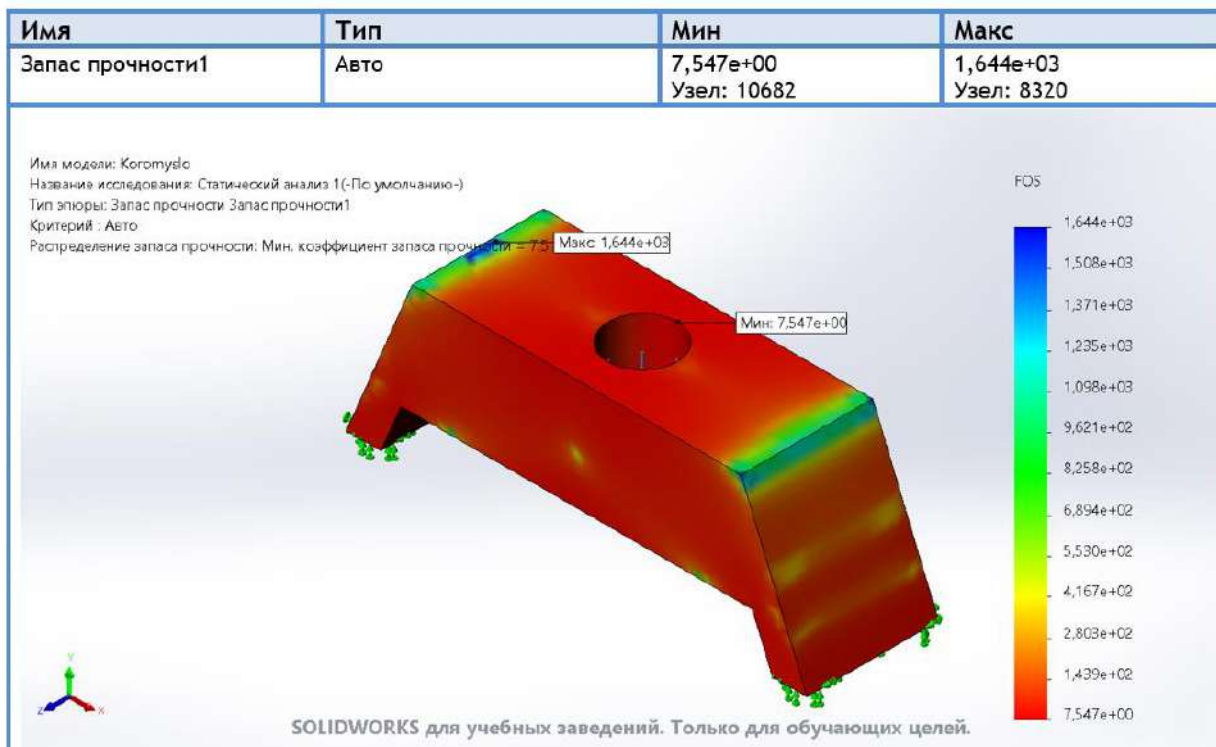 Имя Тип Мин Макс
Запас прочности1 Авто 7,547e+00 1,644e+03
Узел: 10682 Узел: 8320
Имя модели: Koromyslo
Название исследования: Статический анализ 1(-По умолчанию-)
Тип эпюры: Запас прочности Запас прочности1
Критерий : Авто
Распределение запаса прочности: Мин. коэффициент запаса прочности = 7,5
Макс: 1,644e+03
Мин: 7,547e+00
FOS
1,644e+03
1,508e+03
1,371e+03
1,235e+03
1,098e+03
9,621e+02
8,258e+02
6,894e+02
5,530e+02
4,167e+02
2,803e+02
1,439e+02
7,547e+00
Y
Z
X
SOLIDWORKS для учебных заведений. Только для обучающих целей.